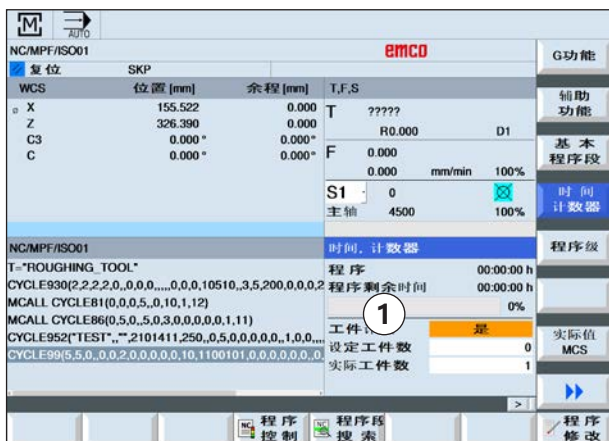 M
AUTO
NC/MPF/ISO01
emco
G功能
复位 SKP
WCS 位置 [mm] 余程 [mm] T,F,S
辅助
功能
X 155.522 0.000
T ?????
Z 326.390 0.000
R0.000 D1
C3 0.000 ° 0.000 °
C 0.000 ° 0.000 °
F 0.000
0.000 mm/min 100%
基本
程序段
S1 0
主轴 4500 100%
时间
计数器
NC/MPF/ISO01
时间, 计数器
程序级
T="ROUGHING_TOOL"
程序 00:00:00 h
CYCLE930(2,2,2,2,0,,0,0,0,,,,,0,0,0,10510,,3,5,200,0,0,0,2
程序剩余时间 00:00:00 h
MCALL CYCLE81(0,0,0,5,,0,10,1,12)
1
0%
MCALL CYCLE86(0,5,0,,5,0,3,0,0,0,0,0,1,11)
工件 是
CYCLE952("TEST",,"",2101411,250,,0,5,0,0,0,0,,1,0,0,,,,
设定工件数 0
CYCLE99(5,5,0,,0,0,2,0,0,0,0,0,10,1100101,0,0,0,0,0,,0,
实际工件数 1
实际值
MCS
>
NC 程序
控制
NC 程序段
搜索
程序
修改